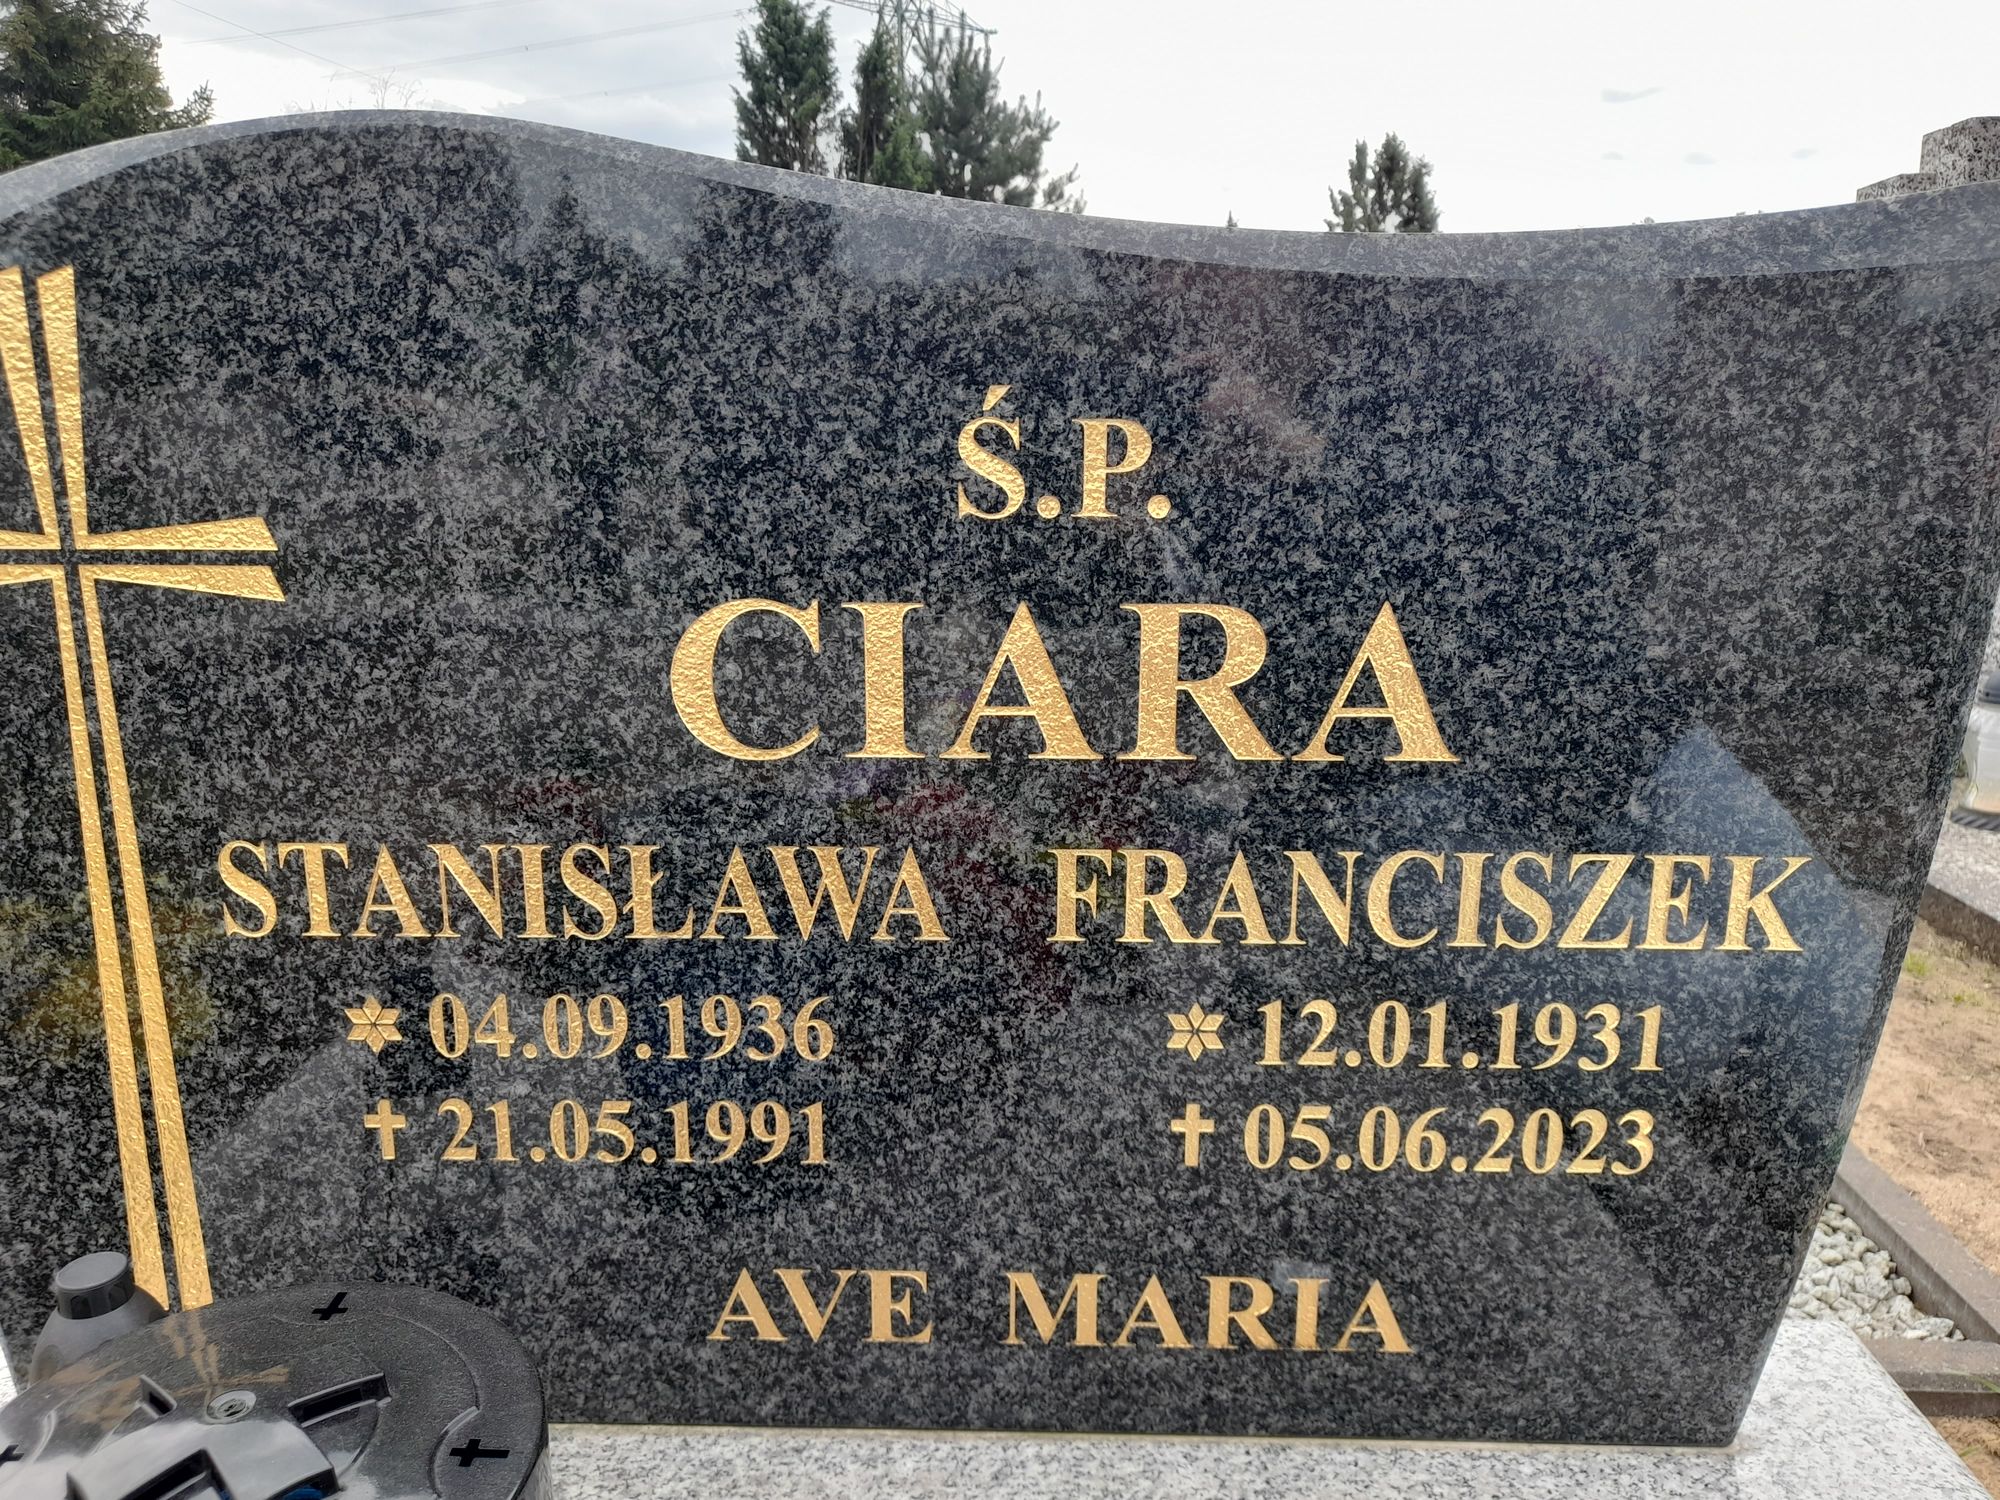 Ś.P.
CIARA
STANISŁAWA FRANCISZEK
04.09.1936 12.01.1931
21.05.1991 05.06.2023
AVE MARIA